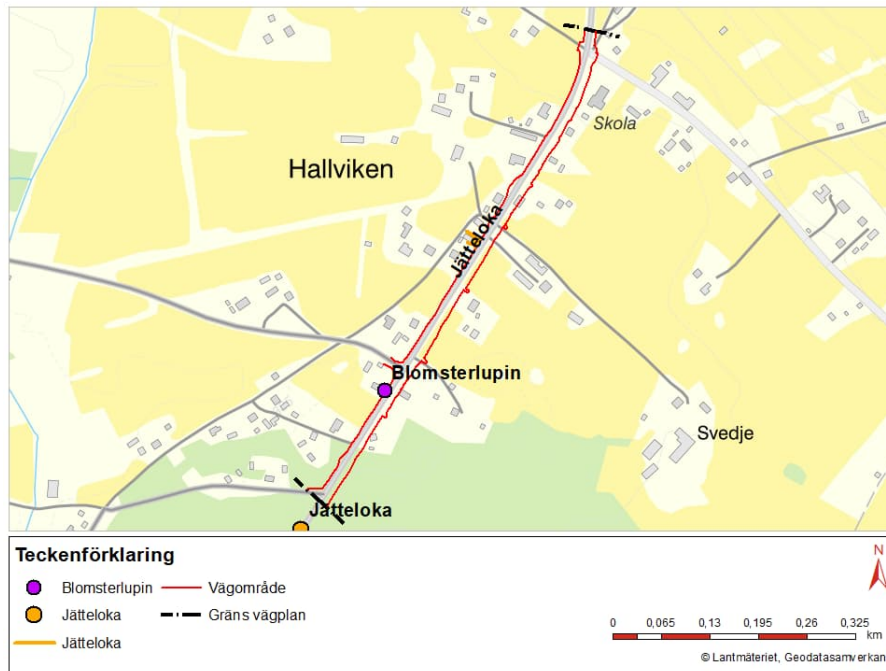 Skola
Hallviken
Jätteloka
Blomsterlupin
Svedje
Jätteloka
Teckenförklaring
Blomsterlupin
Vägområde
Jätteloka
Gräns vägplan
Jätteloka
N
0 0,065 0,13 0,195 0,26 0,325
km
© Lantmäteriet, Geodatasamverkan